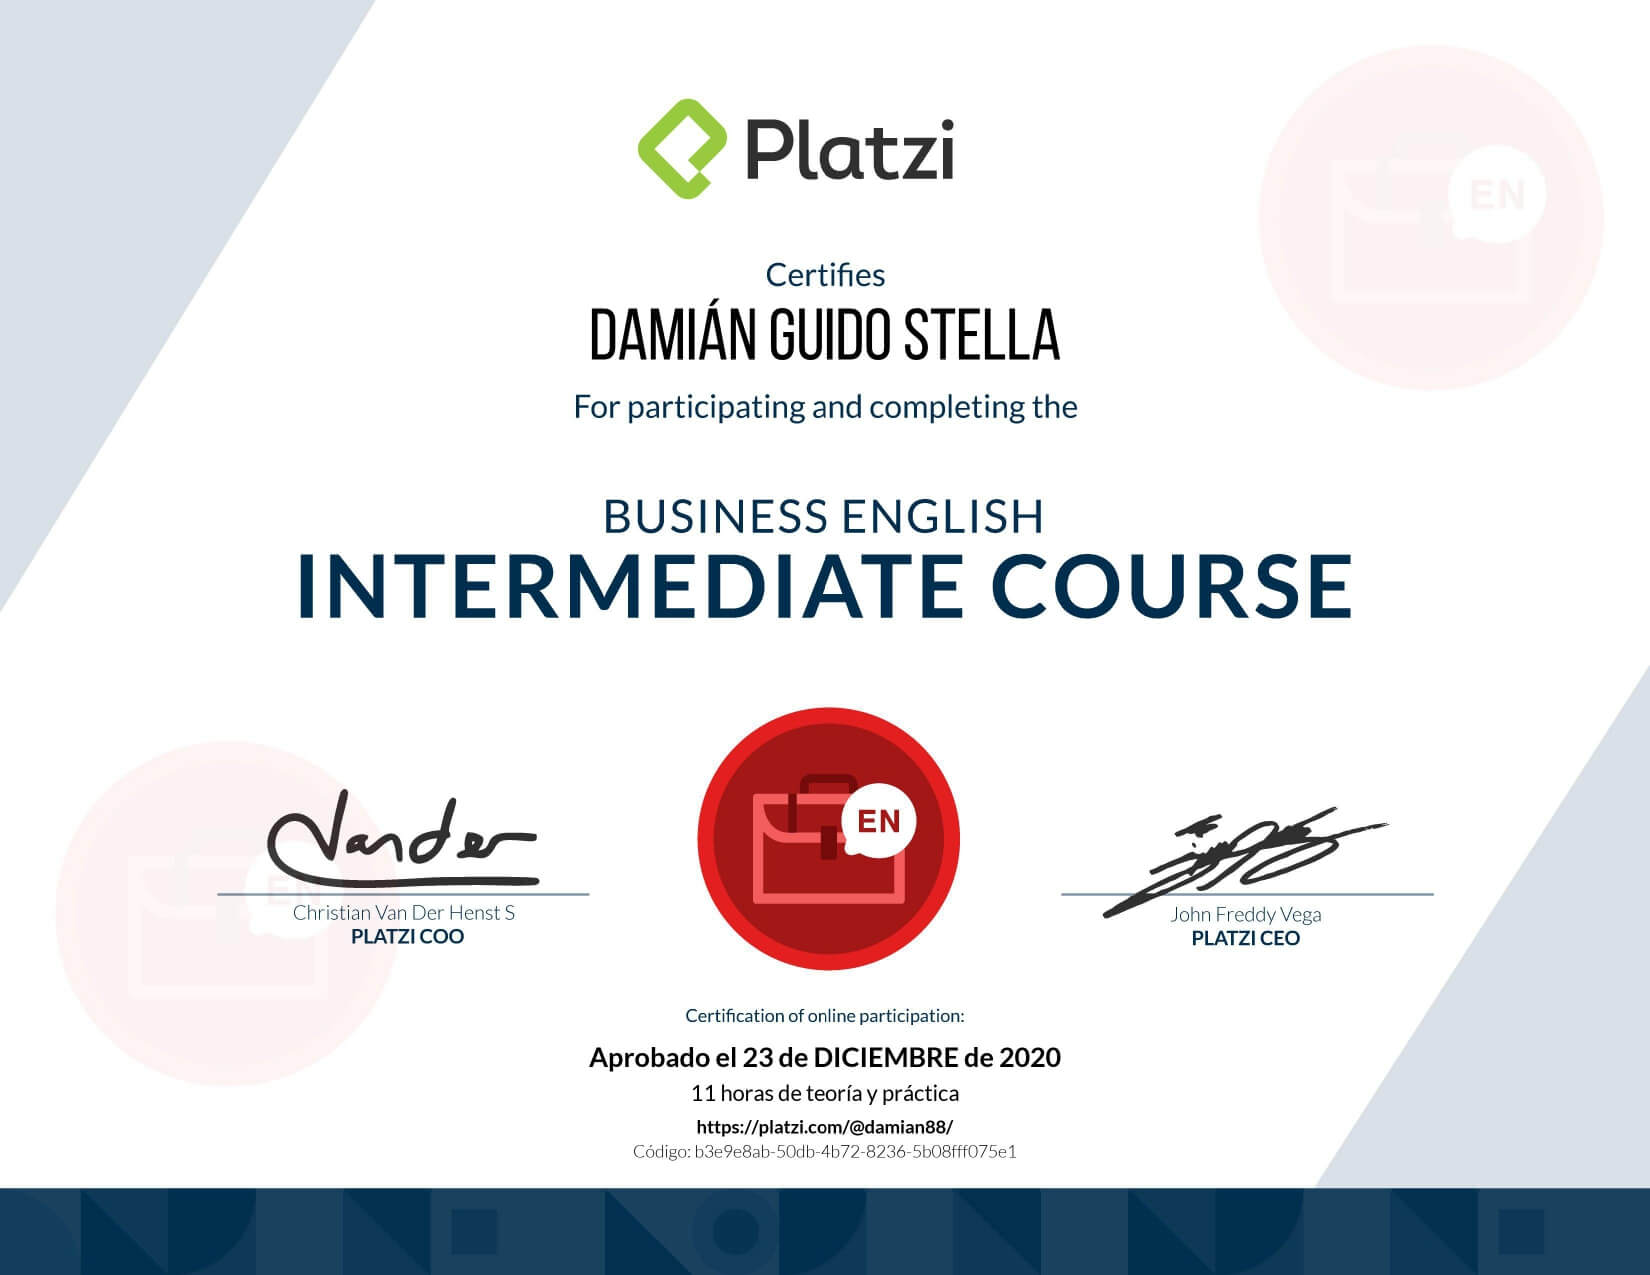 Platzi
EN
Certifies
DAMIÁN GUIDO STELLA
For participating and completing the
BUSINESS ENGLISH
INTERMEDIATE COURSE
Vander
EN
EN
Christian Van Der Henst S
PLATZI COO
John Freddy Vega
PLATZI CEO
Certification of online participation:
Aprobado el 23 de DICIEMBRE de 2020
11 horas de teoría y práctica
https://platzi.com/@damian88/
Código: b3e9e8ab-50db-4b72-8236-5b08fff075e1